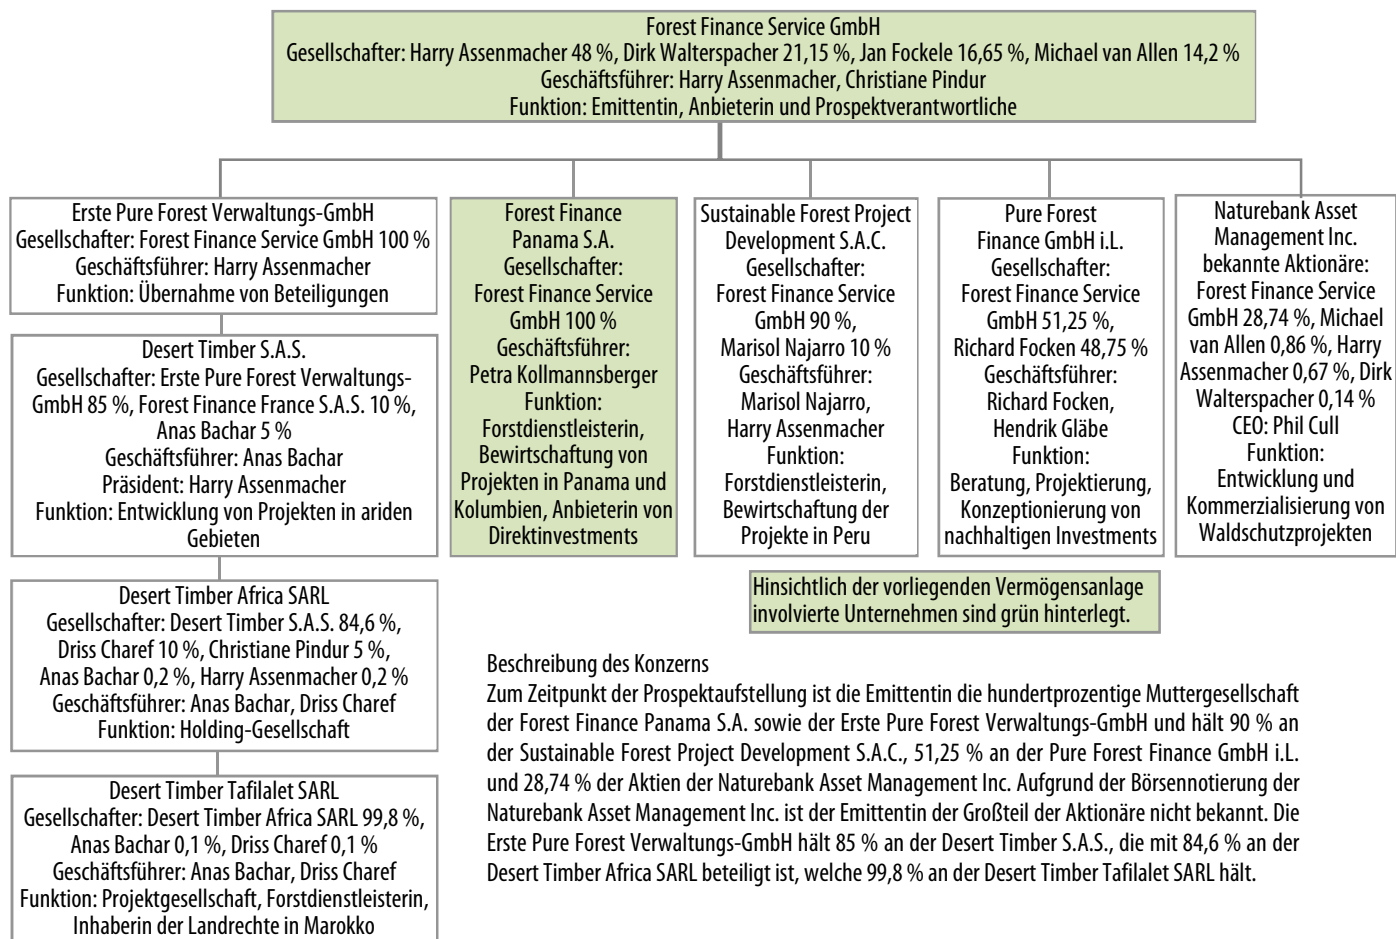 Forest Finance Service GmbH
Gesellschafter: Harry Assenmacher 48 %, Dirk Walterspacher 21,15 %, Jan Fockele 16,65 %, Michael van Allen 14,2 %
Geschäftsführer: Harry Assenmacher, Christiane Pindur
Funktion: Emittentin, Anbieterin und Prospektverantwortliche
Erste Pure Forest Verwaltungs-GmbH
Gesellschafter: Forest Finance Service GmbH 100 %
Geschäftsführer: Harry Assenmacher
Funktion: Übernahme von Beteiligungen
Desert Timber S.A.S.
Gesellschafter: Erste Pure Forest Verwaltungs-
GmbH 85 %, Forest Finance France S.A.S. 10 %,
Anas Bachar 5 %
Geschäftsführer: Anas Bachar
Präsident: Harry Assenmacher
Funktion: Entwicklung von Projekten in ariden
Gebieten
Desert Timber Africa SARL
Gesellschafter: Desert Timber S.A.S. 84,6 %,
Driss Charef 10 %, Christiane Pindur 5 %,
Anas Bachar 0,2 %, Harry Assenmacher 0,2 %
Geschäftsführer: Anas Bachar, Driss Charef
Funktion: Holding-Gesellschaft
Desert Timber Tafilalet SARL
Gesellschafter: Desert Timber Africa SARL 99,8 %,
Anas Bachar 0,1 %, Driss Charef 0,1 %
Geschäftsführer: Anas Bachar, Driss Charef
Funktion: Projektgesellschaft, Forstdienstleisterin,
Inhaberin der Landrechte in Marokko
Forest Finance
Panama S.A.
Gesellschafter:
Forest Finance Service
GmbH 100 %
Geschäftsführer:
Petra Kollmannsberger
Funktion:
Forstdienstleisterin,
Bewirtschaftung von
Projekten in Panama und
Kolumbien, Anbieterin von
Direktinvestments
Sustainable Forest Project
Development S.A.C.
Gesellschafter:
Forest Finance Service
GmbH 90 %,
Marisol Najarro 10 %
Geschäftsführer:
Marisol Najarro,
Harry Assenmacher
Funktion:
Forstdienstleisterin,
Bewirtschaftung der
Projekte in Peru
Pure Forest
Finance GmbH i.L.
Gesellschafter:
Forest Finance Service
GmbH 51,25 %,
Richard Focken 48,75 %
Geschäftsführer:
Richard Focken,
Hendrik Gläbe
Funktion:
Beratung, Projektierung,
Konzeptionierung von
nachhaltigen Investments
Naturebank Asset
Management Inc.
bekannte Aktionäre:
Forest Finance Service
GmbH 28,74 %, Michael
van Allen 0,86 %, Harry
Assenmacher 0,67 %, Dirk
Walterspacher 0,14 %
CEO: Phil Cull
Funktion:
Entwicklung und
Kommerzialisierung von
Waldschutzprojekten
Hinsichtlich der vorliegenden Vermögensanlage
involvierte Unternehmen sind grün hinterlegt.
Beschreibung des Konzerns
Zum Zeitpunkt der Prospektaufstellung ist die Emittentin die hundertprozentige Muttergesellschaft
der Forest Finance Panama S.A. sowie der Erste Pure Forest Verwaltungs-GmbH und hält 90 % an
der Sustainable Forest Project Development S.A.C., 51,25 % an der Pure Forest Finance GmbH i.L.
und 28,74 % der Aktien der Naturebank Asset Management Inc. Aufgrund der Börsennotierung der
Naturebank Asset Management Inc. ist der Emittentin der Großteil der Aktionäre nicht bekannt. Die
Erste Pure Forest Verwaltungs-GmbH hält 85 % an der Desert Timber S.A.S., die mit 84,6 % an der
Desert Timber Africa SARL beteiligt ist, welche 99,8 % an der Desert Timber Tafilalet SARL hält.